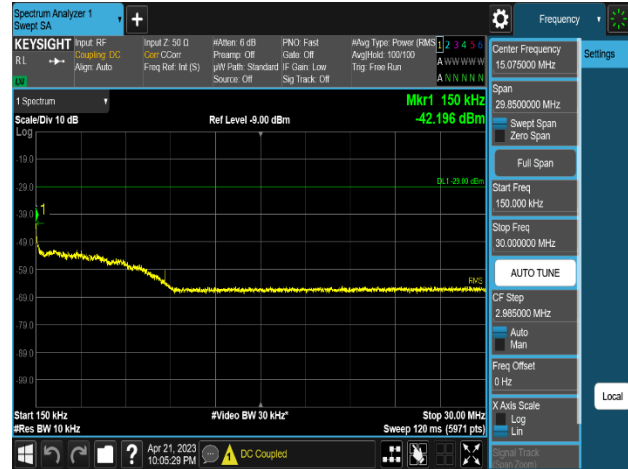 Spectrum Analyzer 1
Swept SA
+
Frequency
KEYSIGHT
Input: RF
Input Z: 50 Ω
#Atten: 6 dB
PNO: Fast
#Avg Type: Power (RMS
1 2 3 4 5 6
R L
Coupling: DC
Corr CCorr
Preamp: Off
Gate: Off
Avg|Hold: 100/100
A W W W W W
Align: Auto
Freq Ref: Int (S)
µW Path: Standard
IF Gain: Low
Trig: Free Run
Source: Off
Sig Track: Off
A N N N N N
1 Spectrum
Mkr1 150 kHz
Scale/Div 10 dB
Ref Level -9.00 dBm
-42.196 dBm
Log
-19.0
DL1 -29.00 dBm
-29.0
1
-39.0
-49.0
-59.0
RMS
-69.0
-79.0
-89.0
-99.0
Start 150 kHz
#Video BW 30 kHz*
Stop 30.00 MHz
#Res BW 10 kHz
Sweep 120 ms (5971 pts)
?
Apr 21, 2023
10:05:29 PM
DC Coupled
Center Frequency
15.075000 MHz
Settings
Span
29.8500000 MHz
Swept Span
Zero Span
Full Span
Start Freq
150.000 kHz
Stop Freq
30.000000 MHz
AUTO TUNE
CF Step
2.985000 MHz
Auto
Man
Freq Offset
0 Hz
Local
X Axis Scale
Log
Lin
Signal Track
(Span Zoom)